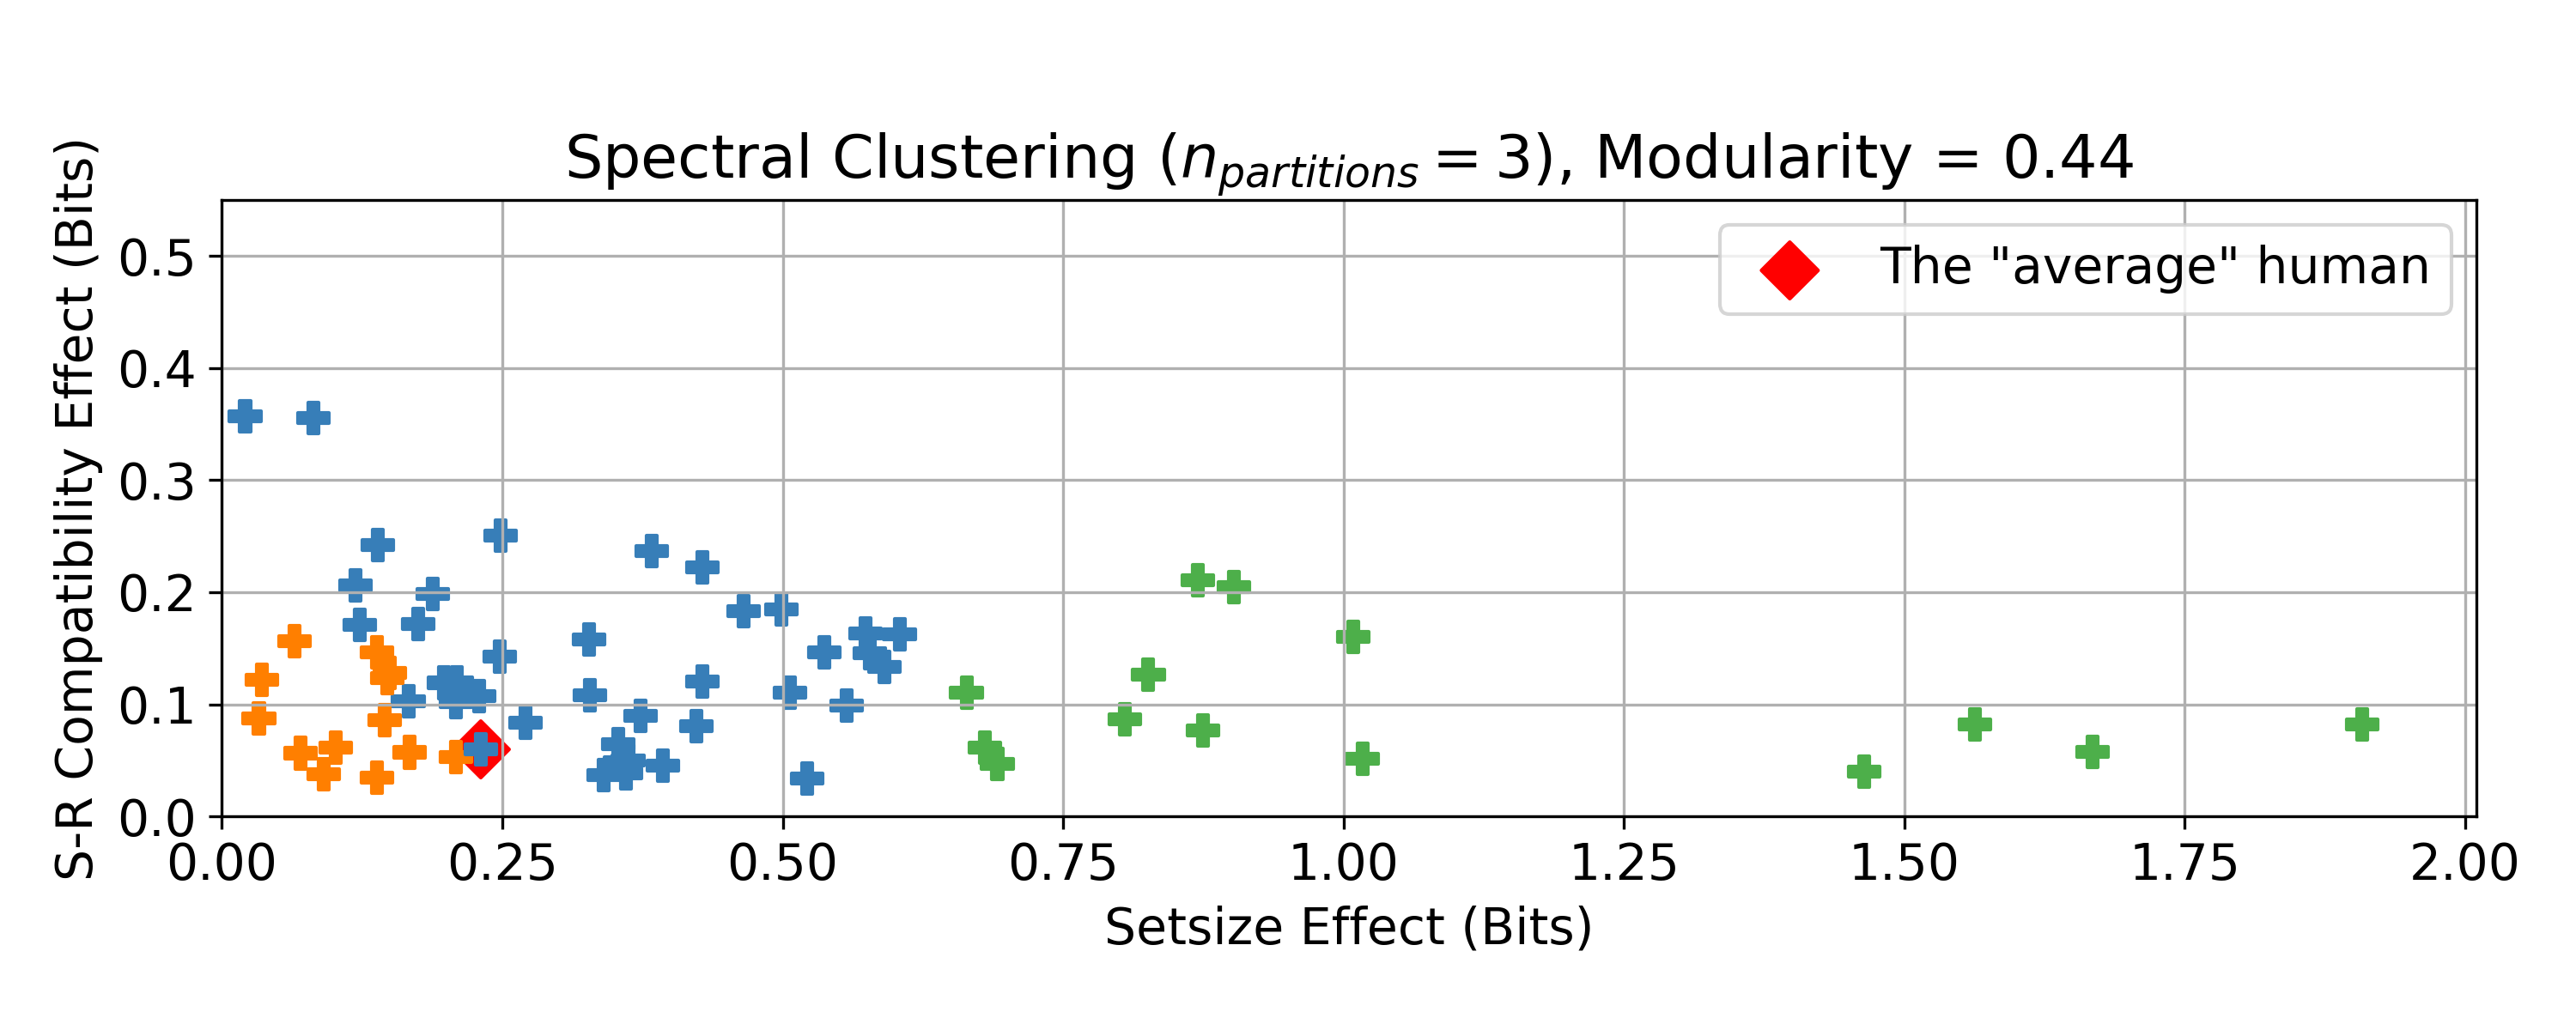 Spectral Clustering (n_partitions = 3), Modularity = 0.44
The "average" human
S-R Compatibility Effect (Bits)
0.5
0.4
0.3
0.2
0.1
0.0
0.00 0.25 0.50 0.75 1.00 1.25 1.50 1.75 2.00
Setsize Effect (Bits)